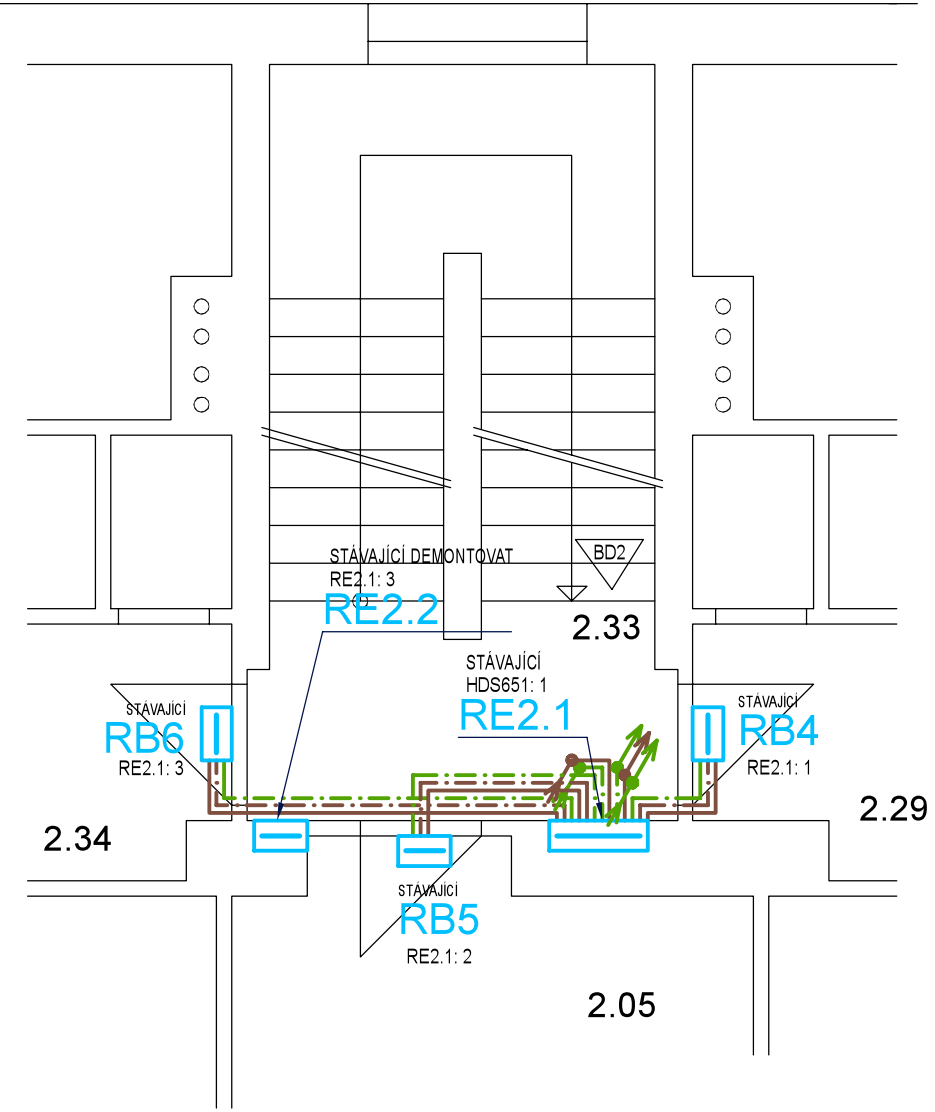 STÁVAJÍCÍ DEMONTOVAT
RE2.1: 3
RE2.2
BD2
2.33
STÁVAJÍCÍ
HDS651: 1
RE2.1
STÁVAJÍCÍ
RB6
RE2.1: 3
STÁVAJÍCÍ
RB4
RE2.1: 1
2.34
2.29
STÁVAJÍCÍ
RB5
RE2.1: 2
2.05